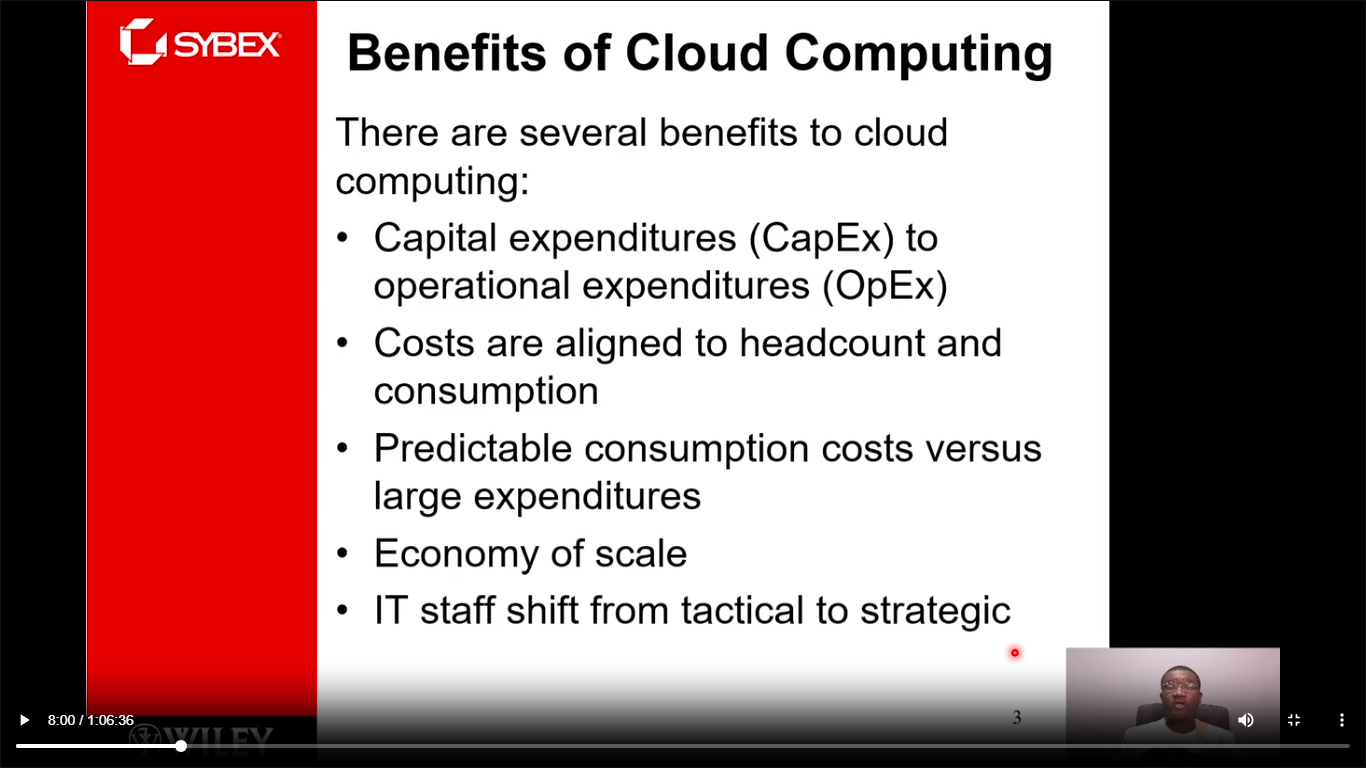 SYBEX
Benefits of Cloud Computing
There are several benefits to cloud
computing:
• Capital expenditures (CapEx) to
operational expenditures (OpEx)
• Costs are aligned to headcount and
consumption
• Predictable consumption costs versus
large expenditures
• Economy of scale
• IT staff shift from tactical to strategic
3
8:00 / 1:06:36
WILEY